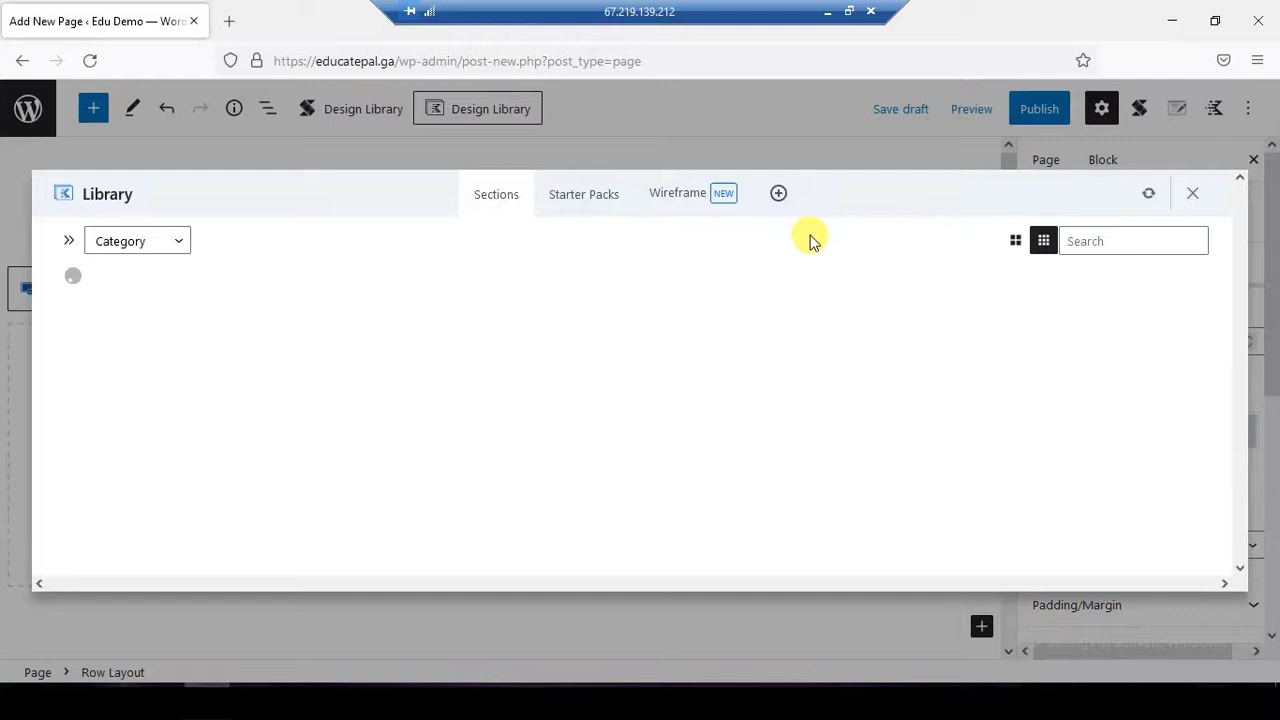 67.219.139.212
Add New Page ‹ Edu Demo — Word
https://educatepal.ga/wp-admin/post-new.php?post_type=page
Design Library
Design Library
Save draft
Preview
Publish
Page
Block
Library
Sections
Starter Packs
Wireframe NEW
Category
Search
Padding/Margin
Page
Row Layout